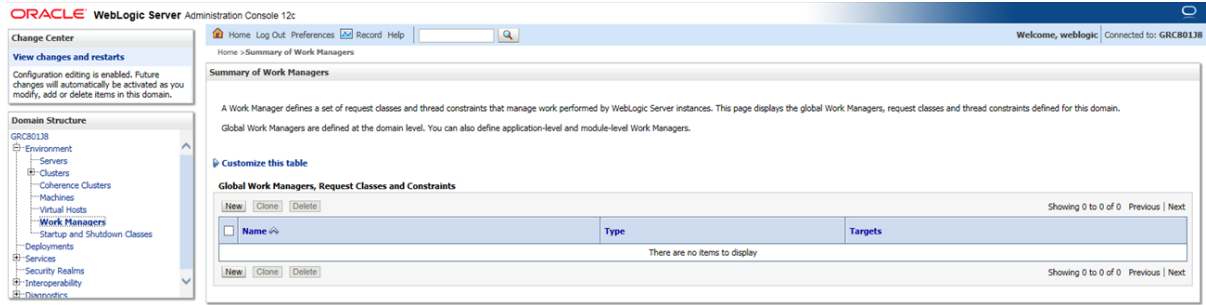 ORACLE WebLogic Server Administration Console 12c
Change Center
View changes and restarts
Configuration editing is enabled. Future
changes will automatically be activated as you
modify, add or delete items in this domain.
Domain Structure
GRC801J8
Environment
Servers
Clusters
Coherence Clusters
Machines
Virtual Hosts
Work Managers
Startup and Shutdown Classes
Deployments
Services
Security Realms
Interoperability
Diagnostics
Home Log Out Preferences Record Help
Welcome, weblogic Connected to: GRC801J8
Home >Summary of Work Managers
Summary of Work Managers
A Work Manager defines a set of request classes and thread constraints that manage work performed by WebLogic Server instances. This page displays the global Work Managers, request classes and thread constraints defined for this domain.
Global Work Managers are defined at the domain level. You can also define application-level and module-level Work Managers.
Customize this table
Global Work Managers, Request Classes and Constraints
New Clone Delete Showing 0 to 0 of 0 Previous | Next
Name Type Targets
There are no items to display
New Clone Delete Showing 0 to 0 of 0 Previous | Next